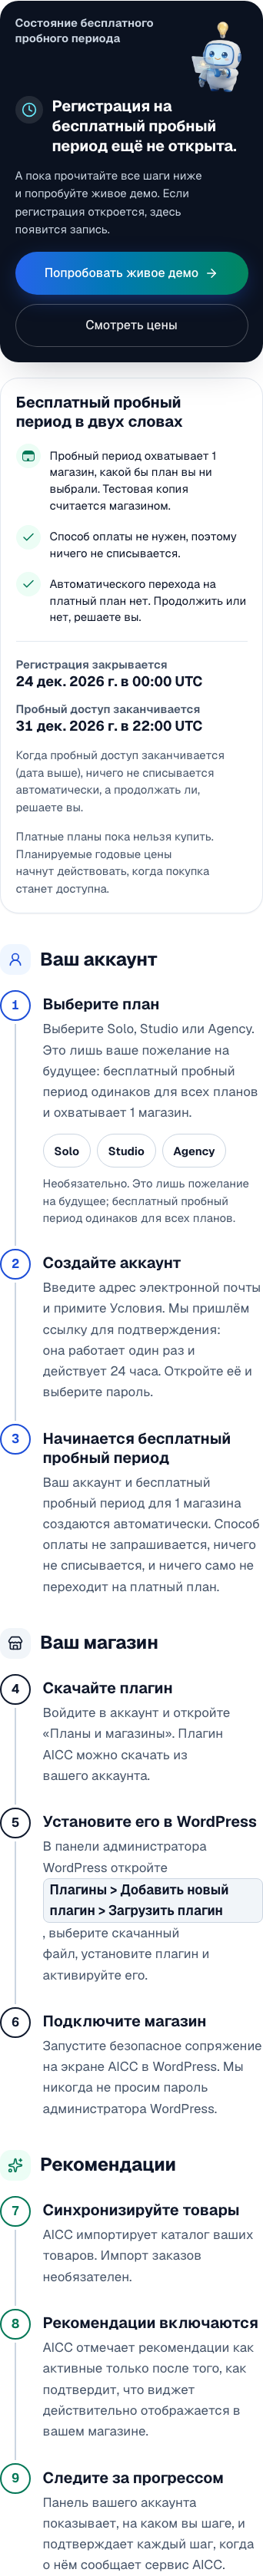 Состояние бесплатного
пробного периода
Регистрация на
бесплатный пробный
период ещё не открыта.
А пока прочитайте все шаги ниже
и попробуйте живое демо. Если
регистрация откроется, здесь
появится запись.
Попробовать живое демо →
Смотреть цены
Бесплатный пробный
период в двух словах
Пробный период охватывает 1
магазин, какой бы план вы ни
выбрали. Тестовая копия
считается магазином.
Способ оплаты не нужен, поэтому
ничего не списывается.
Автоматического перехода на
платный план нет. Продолжить или
нет, решаете вы.
Регистрация закрывается
24 дек. 2026 г. в 00:00 UTC
Пробный доступ заканчивается
31 дек. 2026 г. в 22:00 UTC
Когда пробный доступ заканчивается
(дата выше), ничего не списывается
автоматически, а продолжать ли,
решаете вы.
Платные планы пока нельзя купить.
Планируемые годовые цены
начнут действовать, когда покупка
станет доступна.
Ваш аккаунт
1
Выберите план
Выберите Solo, Studio или Agency.
Это лишь ваше пожелание на
будущее: бесплатный пробный
период одинаков для всех планов
и охватывает 1 магазин.
Solo Studio Agency
Необязательно. Это лишь пожелание
на будущее; бесплатный пробный
период одинаков для всех планов.
2
Создайте аккаунт
Введите адрес электронной почты
и примите Условия. Мы пришлём
ссылку для подтверждения:
она работает один раз и
действует 24 часа. Откройте её и
выберите пароль.
3
Начинается бесплатный
пробный период
Ваш аккаунт и бесплатный
пробный период для 1 магазина
создаются автоматически. Способ
оплаты не запрашивается, ничего
не списывается, и ничего само не
переходит на платный план.
Ваш магазин
4
Скачайте плагин
Войдите в аккаунт и откройте
«Планы и магазины». Плагин
AICC можно скачать из
вашего аккаунта.
5
Установите его в WordPress
В панели администратора
WordPress откройте
Плагины > Добавить новый
плагин > Загрузить плагин
, выберите скачанный
файл, установите плагин и
активируйте его.
6
Подключите магазин
Запустите безопасное сопряжение
на экране AICC в WordPress. Мы
никогда не просим пароль
администратора WordPress.
Рекомендации
7
Синхронизируйте товары
AICC импортирует каталог ваших
товаров. Импорт заказов
необязателен.
8
Рекомендации включаются
AICC отмечает рекомендации как
активные только после того, как
подтвердит, что виджет
действительно отображается в
вашем магазине.
9
Следите за прогрессом
Панель вашего аккаунта
показывает, на каком вы шаге, и
подтверждает каждый шаг, когда
о нём сообщает сервис AICC.